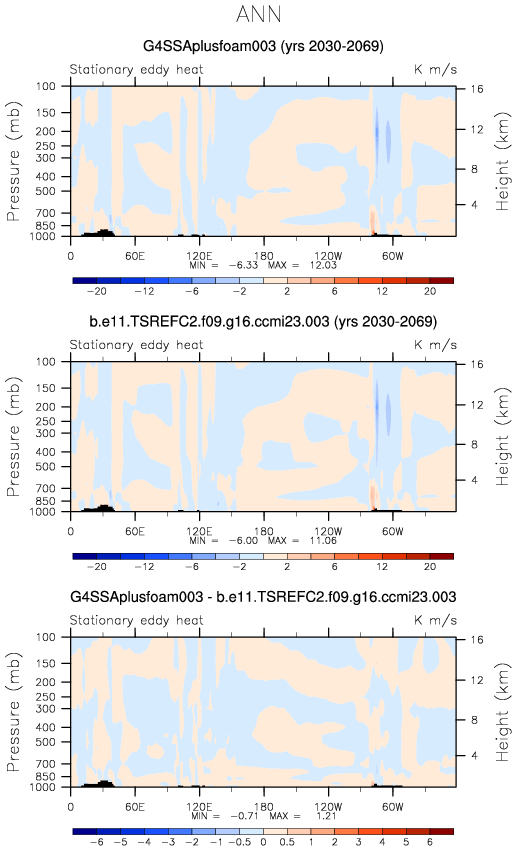 ANN
G4SSAplusfoam003 (yrs 2030-2069)
Stationary eddy heat K m/s
Pressure (mb)
Height (km)
100 150 200 250 300 400 500 700 850 1000
16 12 8 4
0 60E 120E 180 120W 60W
MIN = -6.33 MAX = 12.03
-20 -12 -6 -2 2 6 12 20
b.e11.TSREFC2.f09.g16.ccmi23.003 (yrs 2030-2069)
Stationary eddy heat K m/s
Pressure (mb)
Height (km)
100 150 200 250 300 400 500 700 850 1000
16 12 8 4
0 60E 120E 180 120W 60W
MIN = -6.00 MAX = 11.06
-20 -12 -6 -2 2 6 12 20
G4SSAplusfoam003 - b.e11.TSREFC2.f09.g16.ccmi23.003
Stationary eddy heat K m/s
Pressure (mb)
Height (km)
100 150 200 250 300 400 500 700 850 1000
16 12 8 4
0 60E 120E 180 120W 60W
MIN = -0.71 MAX = 1.21
-6 -5 -4 -3 -2 -1 -0.5 0 0.5 1 2 3 4 5 6